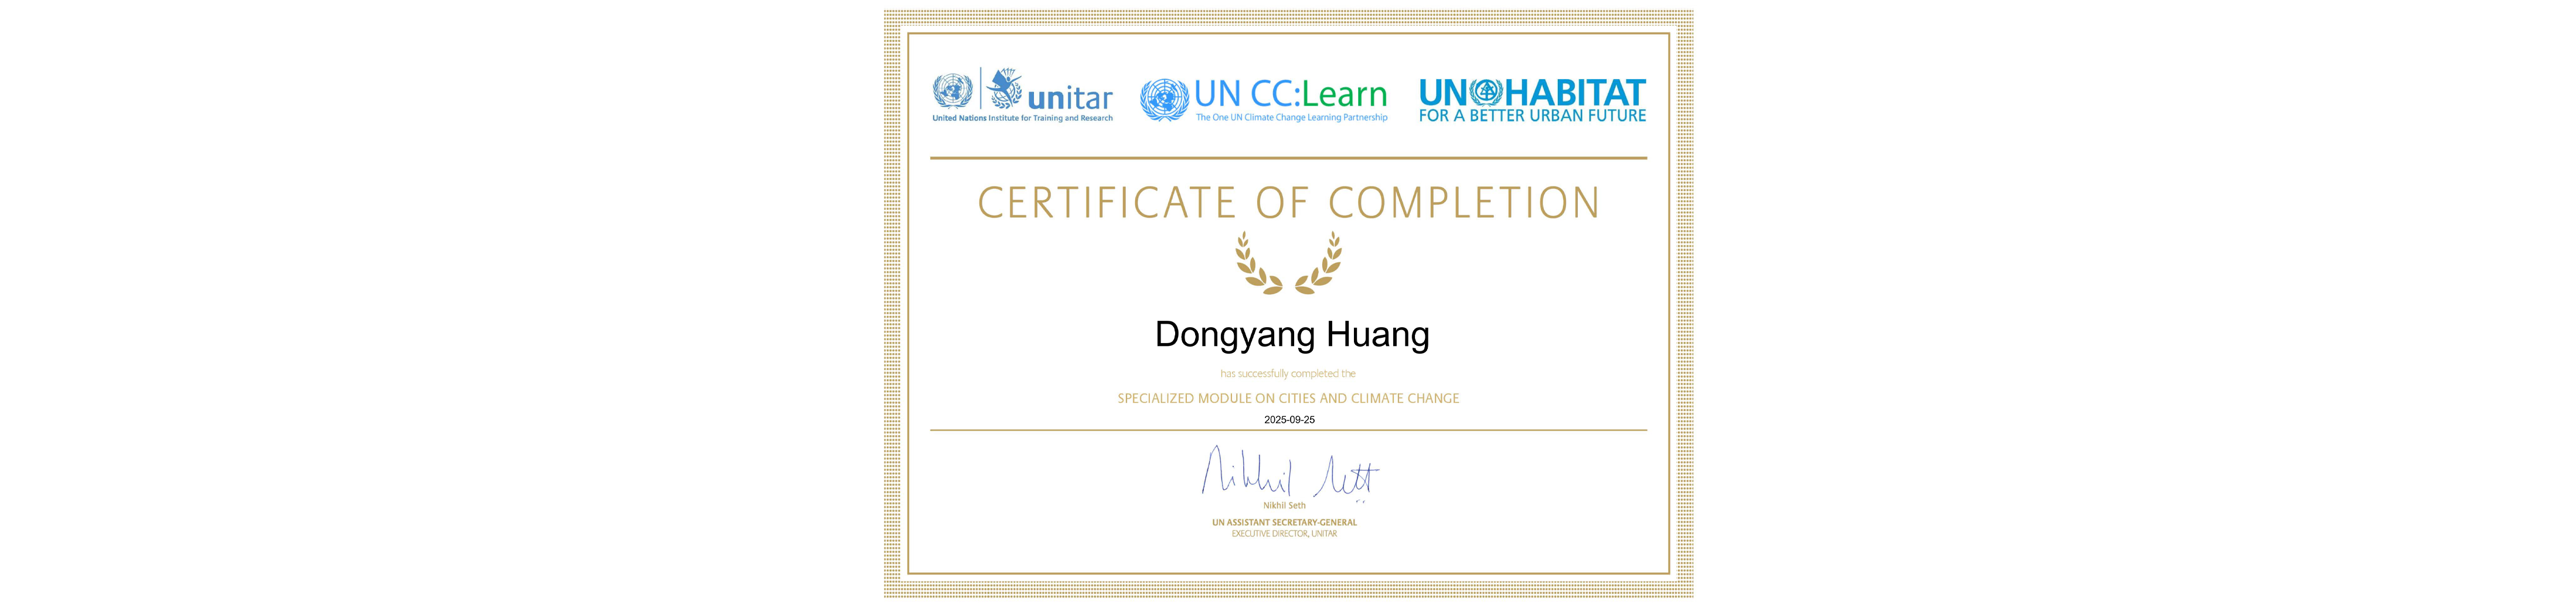 unitar
United Nations Institute for Training and Research
UN CC:Learn
The One UN Climate Change Learning Partnership
UN HABITAT
FOR A BETTER URBAN FUTURE
CERTIFICATE OF COMPLETION
Dongyang Huang
has successfully completed the
SPECIALIZED MODULE ON CITIES AND CLIMATE CHANGE
2025-09-25
Nikhil Seth
Nikhil Seth
UN ASSISTANT SECRETARY-GENERAL
EXECUTIVE DIRECTOR, UNITAR